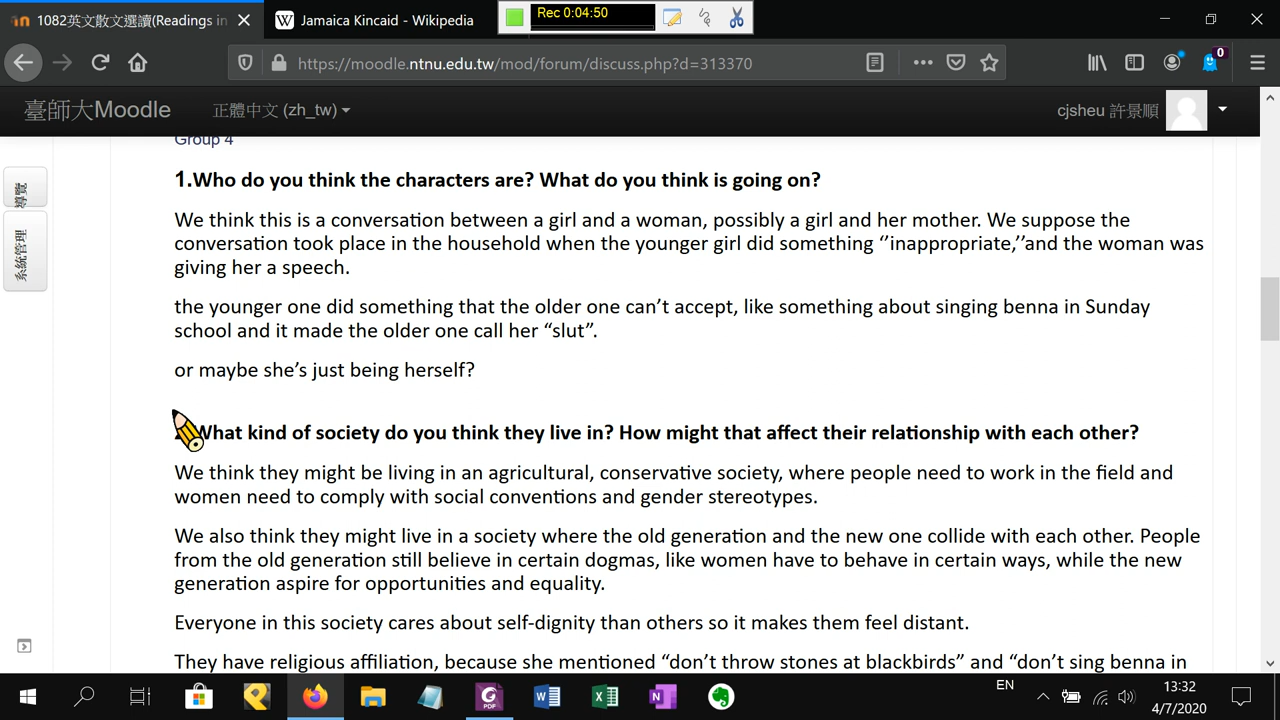 1082英文散文選讀(Readings in
Jamaica Kincaid - Wikipedia
Rec 0:04:50
https://moodle.ntnu.edu.tw/mod/forum/discuss.php?d=313370
0
臺師大Moodle
正體中文 (zh_tw)
cjsheu 許景順
導覽
系統管理
Group 4
1.Who do you think the characters are? What do you think is going on?
We think this is a conversation between a girl and a woman, possibly a girl and her mother. We suppose the
conversation took place in the household when the younger girl did something ‘’inappropriate,’’and the woman was
giving her a speech.
the younger one did something that the older one can’t accept, like something about singing benna in Sunday
school and it made the older one call her “slut”.
or maybe she’s just being herself?
What kind of society do you think they live in? How might that affect their relationship with each other?
We think they might be living in an agricultural, conservative society, where people need to work in the field and
women need to comply with social conventions and gender stereotypes.
We also think they might live in a society where the old generation and the new one collide with each other. People
from the old generation still believe in certain dogmas, like women have to behave in certain ways, while the new
generation aspire for opportunities and equality.
Everyone in this society cares about self-dignity than others so it makes them feel distant.
They have religious affiliation, because she mentioned “don’t throw stones at blackbirds” and “don’t sing benna in
EN
13:32
4/7/2020
PDF